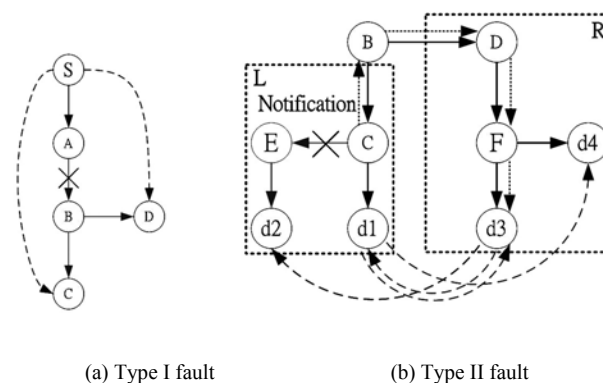 S
A
B
D
C
B
D
R
L
Notification
E
C
F
d4
d2
d1
d3
(a) Type I fault
(b) Type II fault